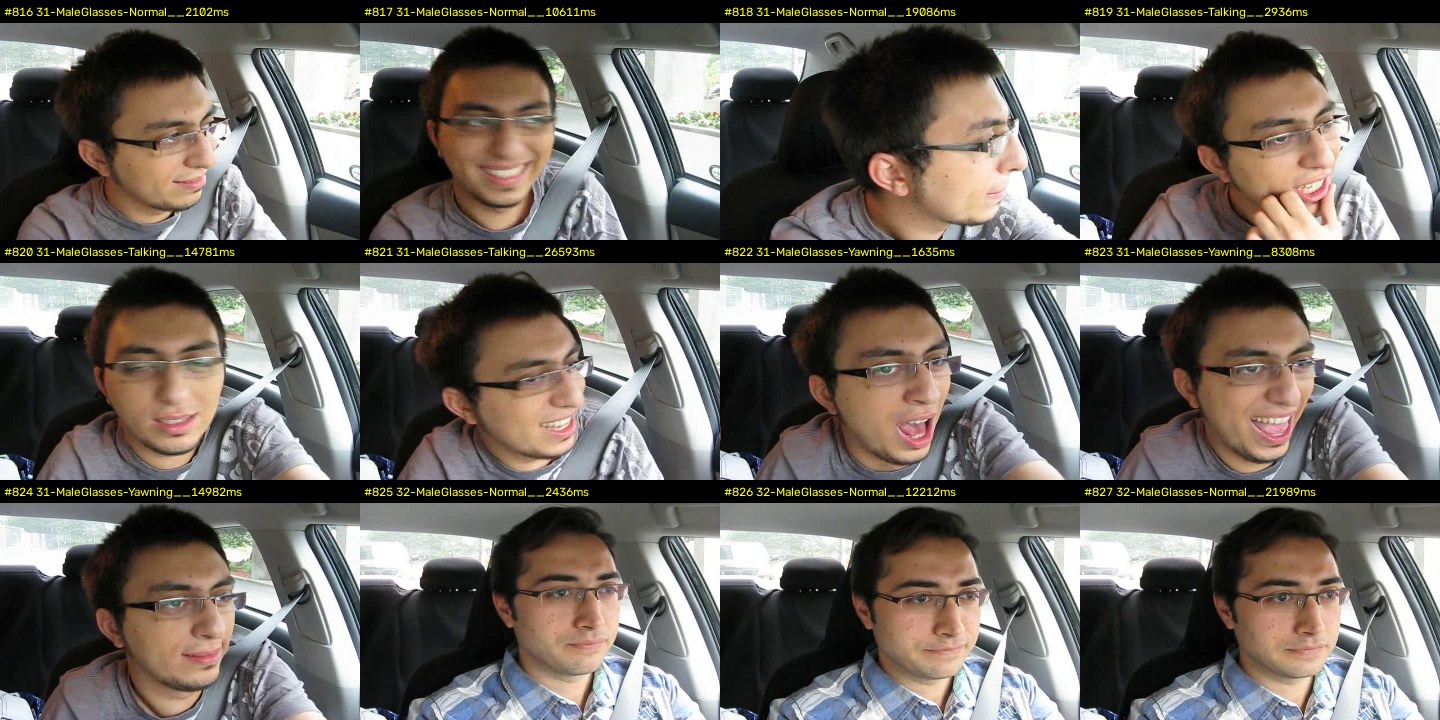 #816 31-MaleGlasses-Normal__2102ms
#817 31-MaleGlasses-Normal__10611ms
#818 31-MaleGlasses-Normal__19086ms
#819 31-MaleGlasses-Talking__2936ms
#820 31-MaleGlasses-Talking__14781ms
#821 31-MaleGlasses-Talking__26593ms
#822 31-MaleGlasses-Yawning__1635ms
#823 31-MaleGlasses-Yawning__8308ms
#824 31-MaleGlasses-Yawning__14982ms
#825 32-MaleGlasses-Normal__2436ms
#826 32-MaleGlasses-Normal__12212ms
#827 32-MaleGlasses-Normal__21989ms